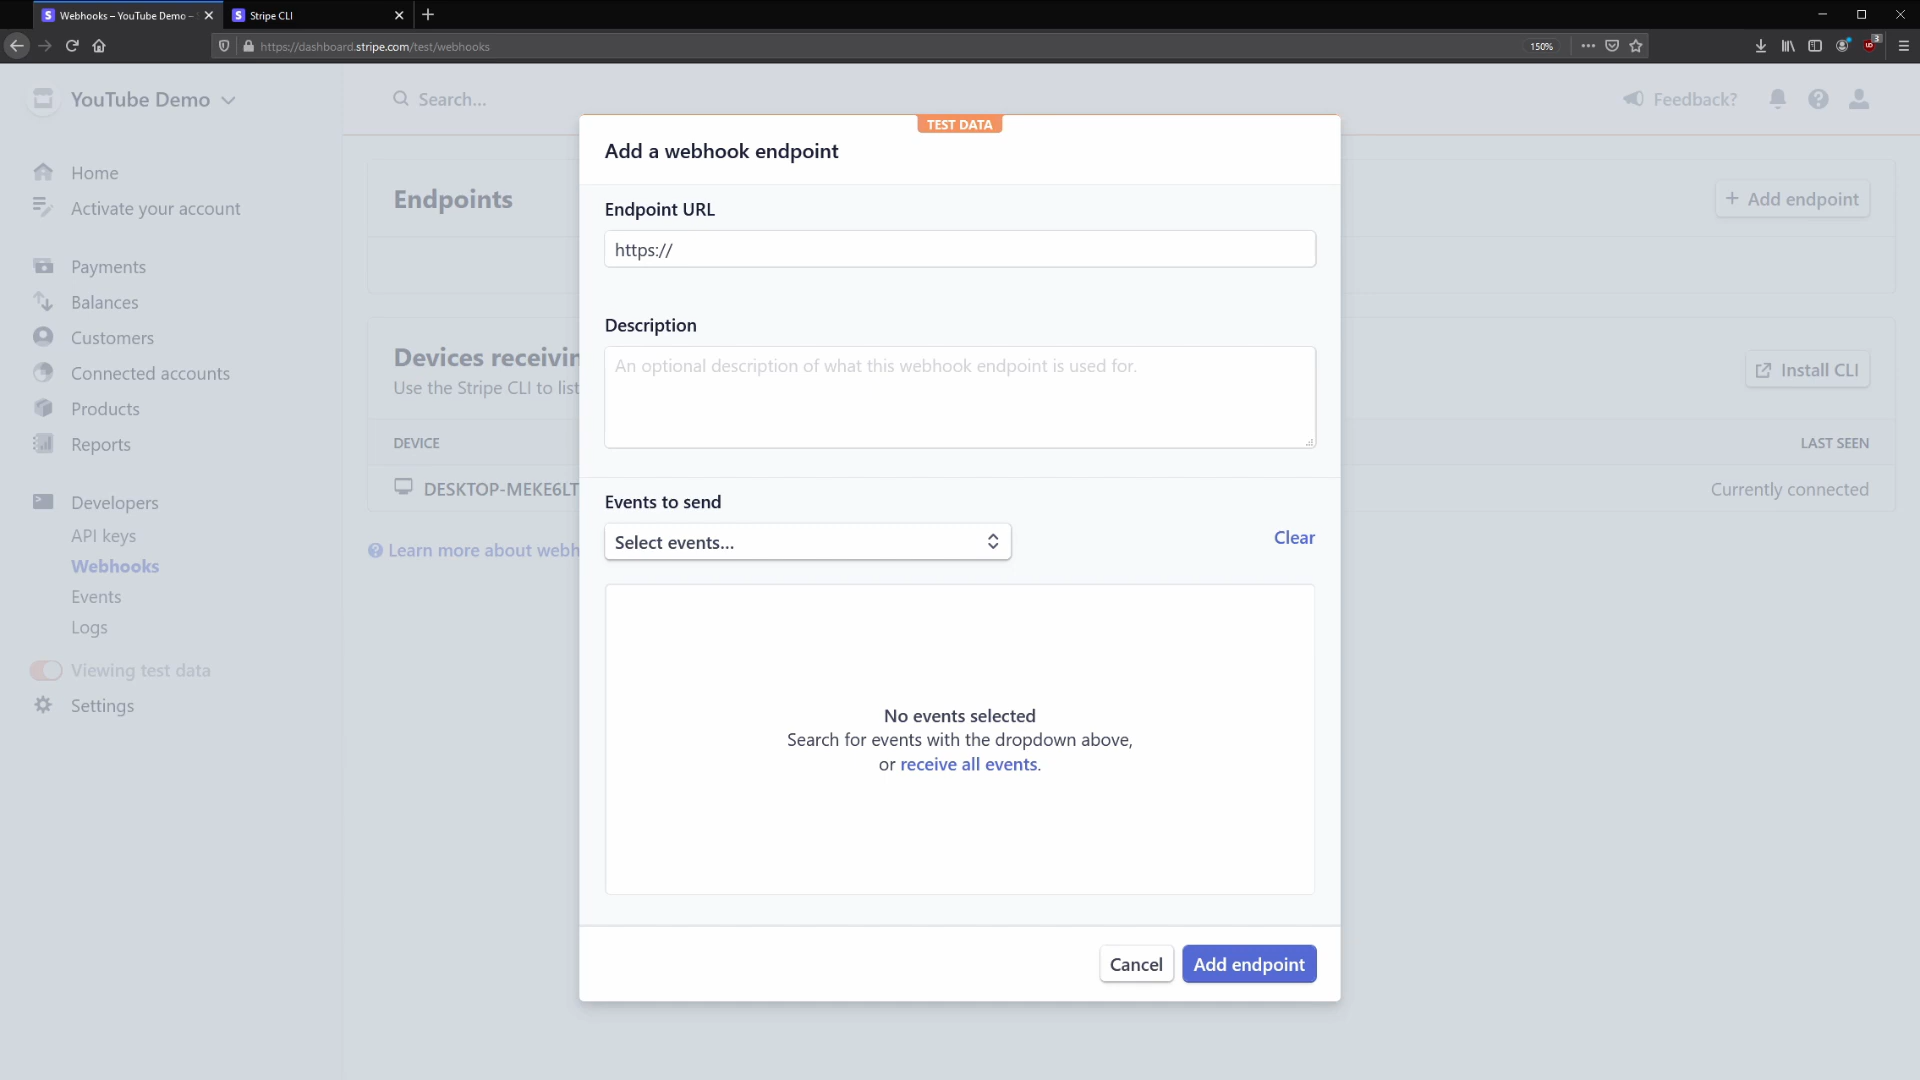 Webhooks – YouTube Demo –
Stripe CLI
https://dashboard.stripe.com/test/webhooks
150%
3
YouTube Demo
Search...
Feedback?
TEST DATA
Add a webhook endpoint
Home
Activate your account
Payments
Balances
Customers
Connected accounts
Products
Reports
Developers
API keys
Webhooks
Events
Logs
Viewing test data
Settings
Endpoints
Add endpoint
Devices receivin
Use the Stripe CLI to list
Install CLI
DEVICE
LAST SEEN
DESKTOP-MEKE6LT
Currently connected
Learn more about webh
Endpoint URL
https://
Description
An optional description of what this webhook endpoint is used for.
Events to send
Select events...
Clear
No events selected
Search for events with the dropdown above,
or receive all events.
Cancel
Add endpoint